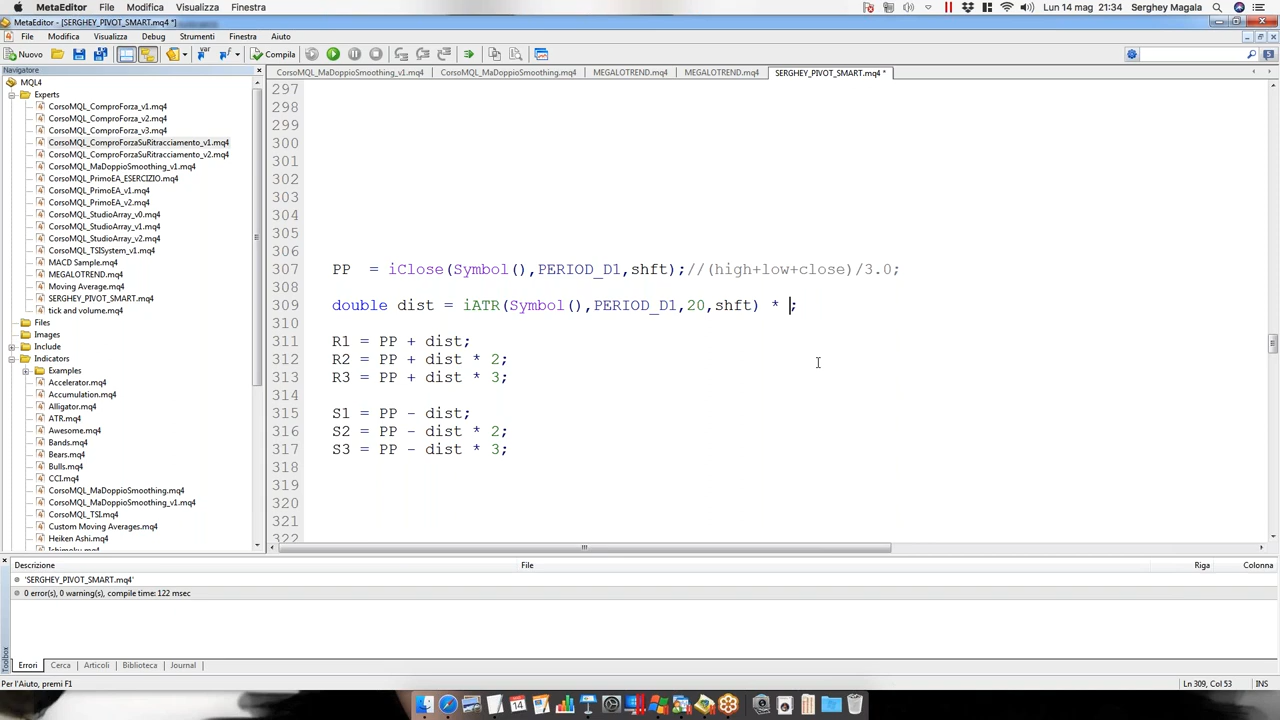 MetaEditor File Modifica Visualizza Finestra Lun 14 mag 21:34 Serghey Magala
MetaEditor - [SERGHEY_PIVOT_SMART.mq4 *]
File Modifica Visualizza Debug Strumenti Finestra Aiuto
Nuovo Compila
Navigatore
MQL4
Experts
CorsoMQL_ComproForza_v1.mq4
CorsoMQL_ComproForza_v2.mq4
CorsoMQL_ComproForza_v3.mq4
CorsoMQL_ComproForzaSuRitracciamento_v1.mq4
CorsoMQL_ComproForzaSuRitracciamento_v2.mq4
CorsoMQL_MaDoppioSmoothing_v1.mq4
CorsoMQL_PrimoEA_ESERCIZIO.mq4
CorsoMQL_PrimoEA_v1.mq4
CorsoMQL_PrimoEA_v2.mq4
CorsoMQL_StudioArray_v0.mq4
CorsoMQL_StudioArray_v1.mq4
CorsoMQL_StudioArray_v2.mq4
CorsoMQL_TSISystem_v1.mq4
MACD Sample.mq4
MEGALOTREND.mq4
Moving Average.mq4
SERGHEY_PIVOT_SMART.mq4
tick and volume.mq4
Files
Images
Include
Indicators
Examples
Accelerator.mq4
Accumulation.mq4
Alligator.mq4
ATR.mq4
Awesome.mq4
Bands.mq4
Bears.mq4
Bulls.mq4
CCI.mq4
CorsoMQL_MaDoppioSmoothing.mq4
CorsoMQL_MaDoppioSmoothing_v1.mq4
CorsoMQL_TSI.mq4
Custom Moving Averages.mq4
Heiken Ashi.mq4
Ichimoku.mq4
CorsoMQL_MaDoppioSmoothing_v1.mq4 CorsoMQL_MaDoppioSmoothing.mq4 MEGALOTREND.mq4 MEGALOTREND.mq4 SERGHEY_PIVOT_SMART.mq4 *
297
298
299
300
301
302
303
304
305
306
307 PP = iClose(Symbol(),PERIOD_D1,shft);//(high+low+close)/3.0;
308
309 double dist = iATR(Symbol(),PERIOD_D1,20,shft) * ;
310
311 R1 = PP + dist;
312 R2 = PP + dist * 2;
313 R3 = PP + dist * 3;
314
315 S1 = PP - dist;
316 S2 = PP - dist * 2;
317 S3 = PP - dist * 3;
318
319
320
321
322
Descrizione File Riga Colonna
'SERGHEY_PIVOT_SMART.mq4'
0 error(s), 0 warning(s), compile time: 122 msec
Toolbox
Errori Cerca Articoli Biblioteca Journal
Per l'Aiuto, premi F1 Ln 309, Col 53 INS